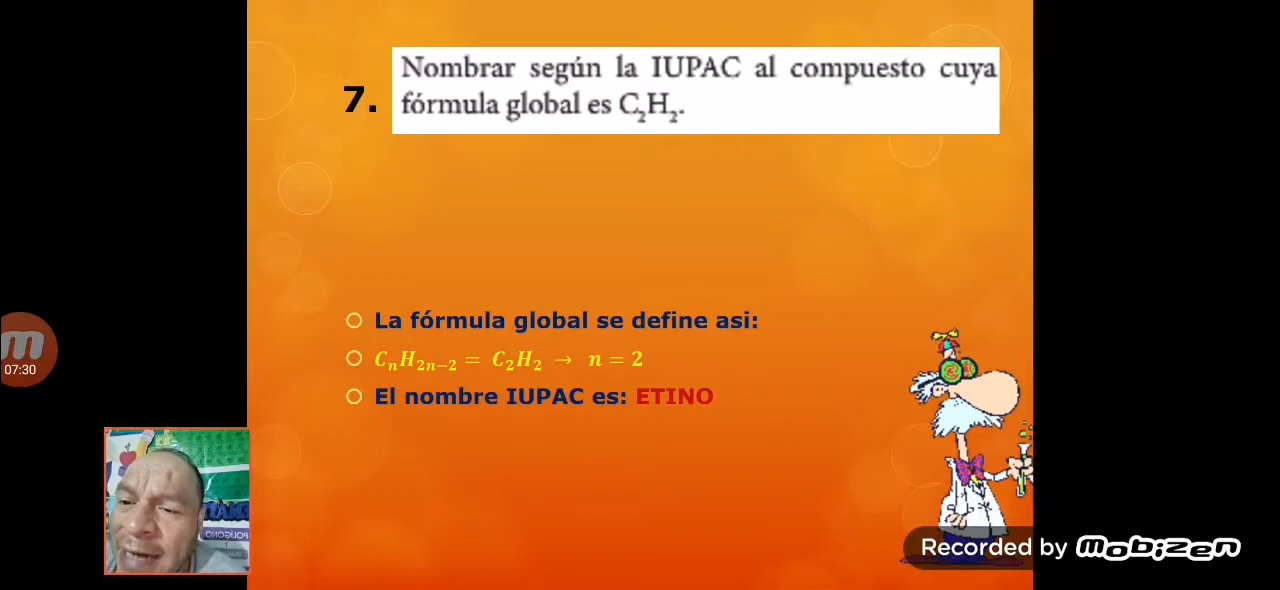 7.
Nombrar según la IUPAC al compuesto cuya
fórmula global es C₂H₂.
La fórmula global se define asi:
CₙH₂ₙ₋₂ = C₂H₂ → n = 2
El nombre IUPAC es: ETINO
m
07:30
POLÍGONO
Recorded by mobizen